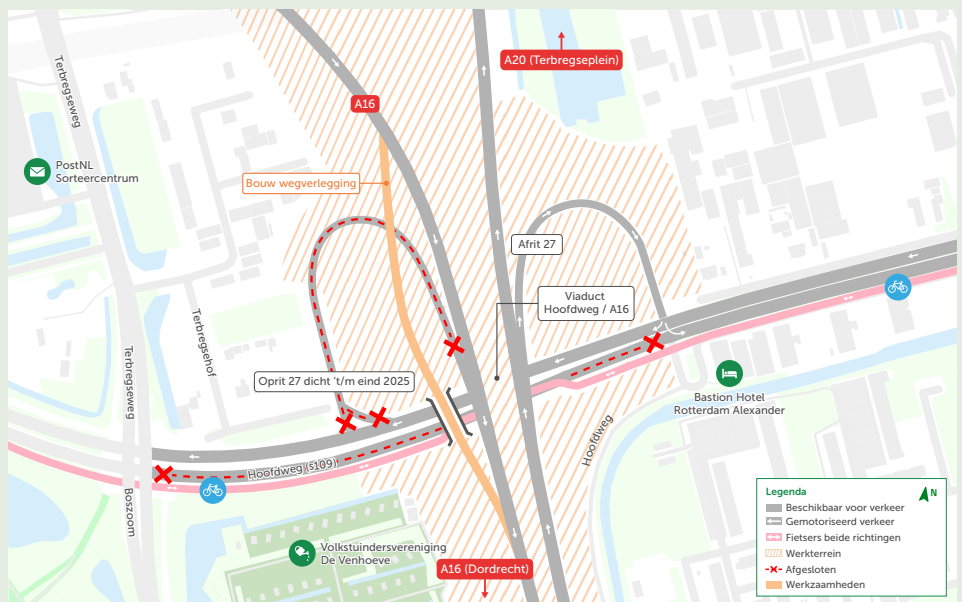 A20 (Terbregseplein)
Terbregseweg
A16
PostNL
Sorteercentrum
Bouw wegverlegging
Afrit 27
Viaduct
Hoofdweg / A16
Terbregsehof
Terbregseweg
Oprit 27 dicht 't/m eind 2025
Bastion Hotel
Rotterdam Alexander
Hoofdweg
Hoofdweg (s109)
Boszoom
Volkstuindersvereniging
De Venhoeve
A16 (Dordrecht)
Legenda
N
Beschikbaar voor verkeer
Gemotoriseerd verkeer
Fietsers beide richtingen
Werkterrein
Afgesloten
Werkzaamheden